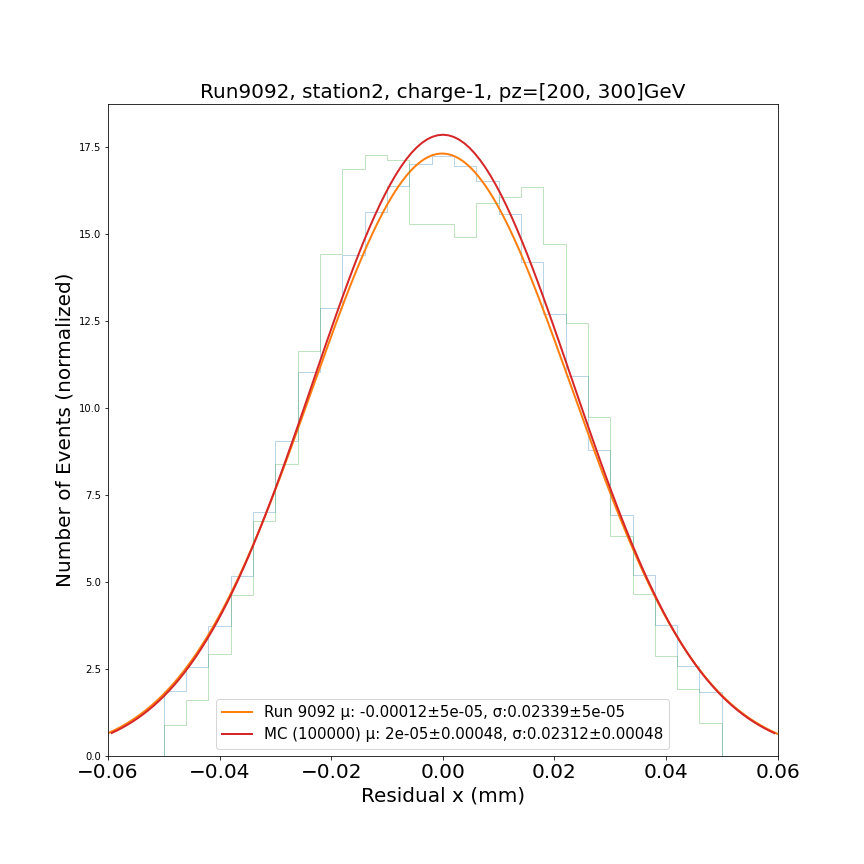 Run9092, station2, charge-1, pz=[200, 300]GeV
Number of Events (normalized)
17.5
15.0
12.5
10.0
7.5
5.0
2.5
0.0
Run 9092 μ: -0.00012±5e-05, σ:0.02339±5e-05
MC (100000) μ: 2e-05±0.00048, σ:0.02312±0.00048
−0.06 −0.04 −0.02 0.00 0.02 0.04 0.06
Residual x (mm)